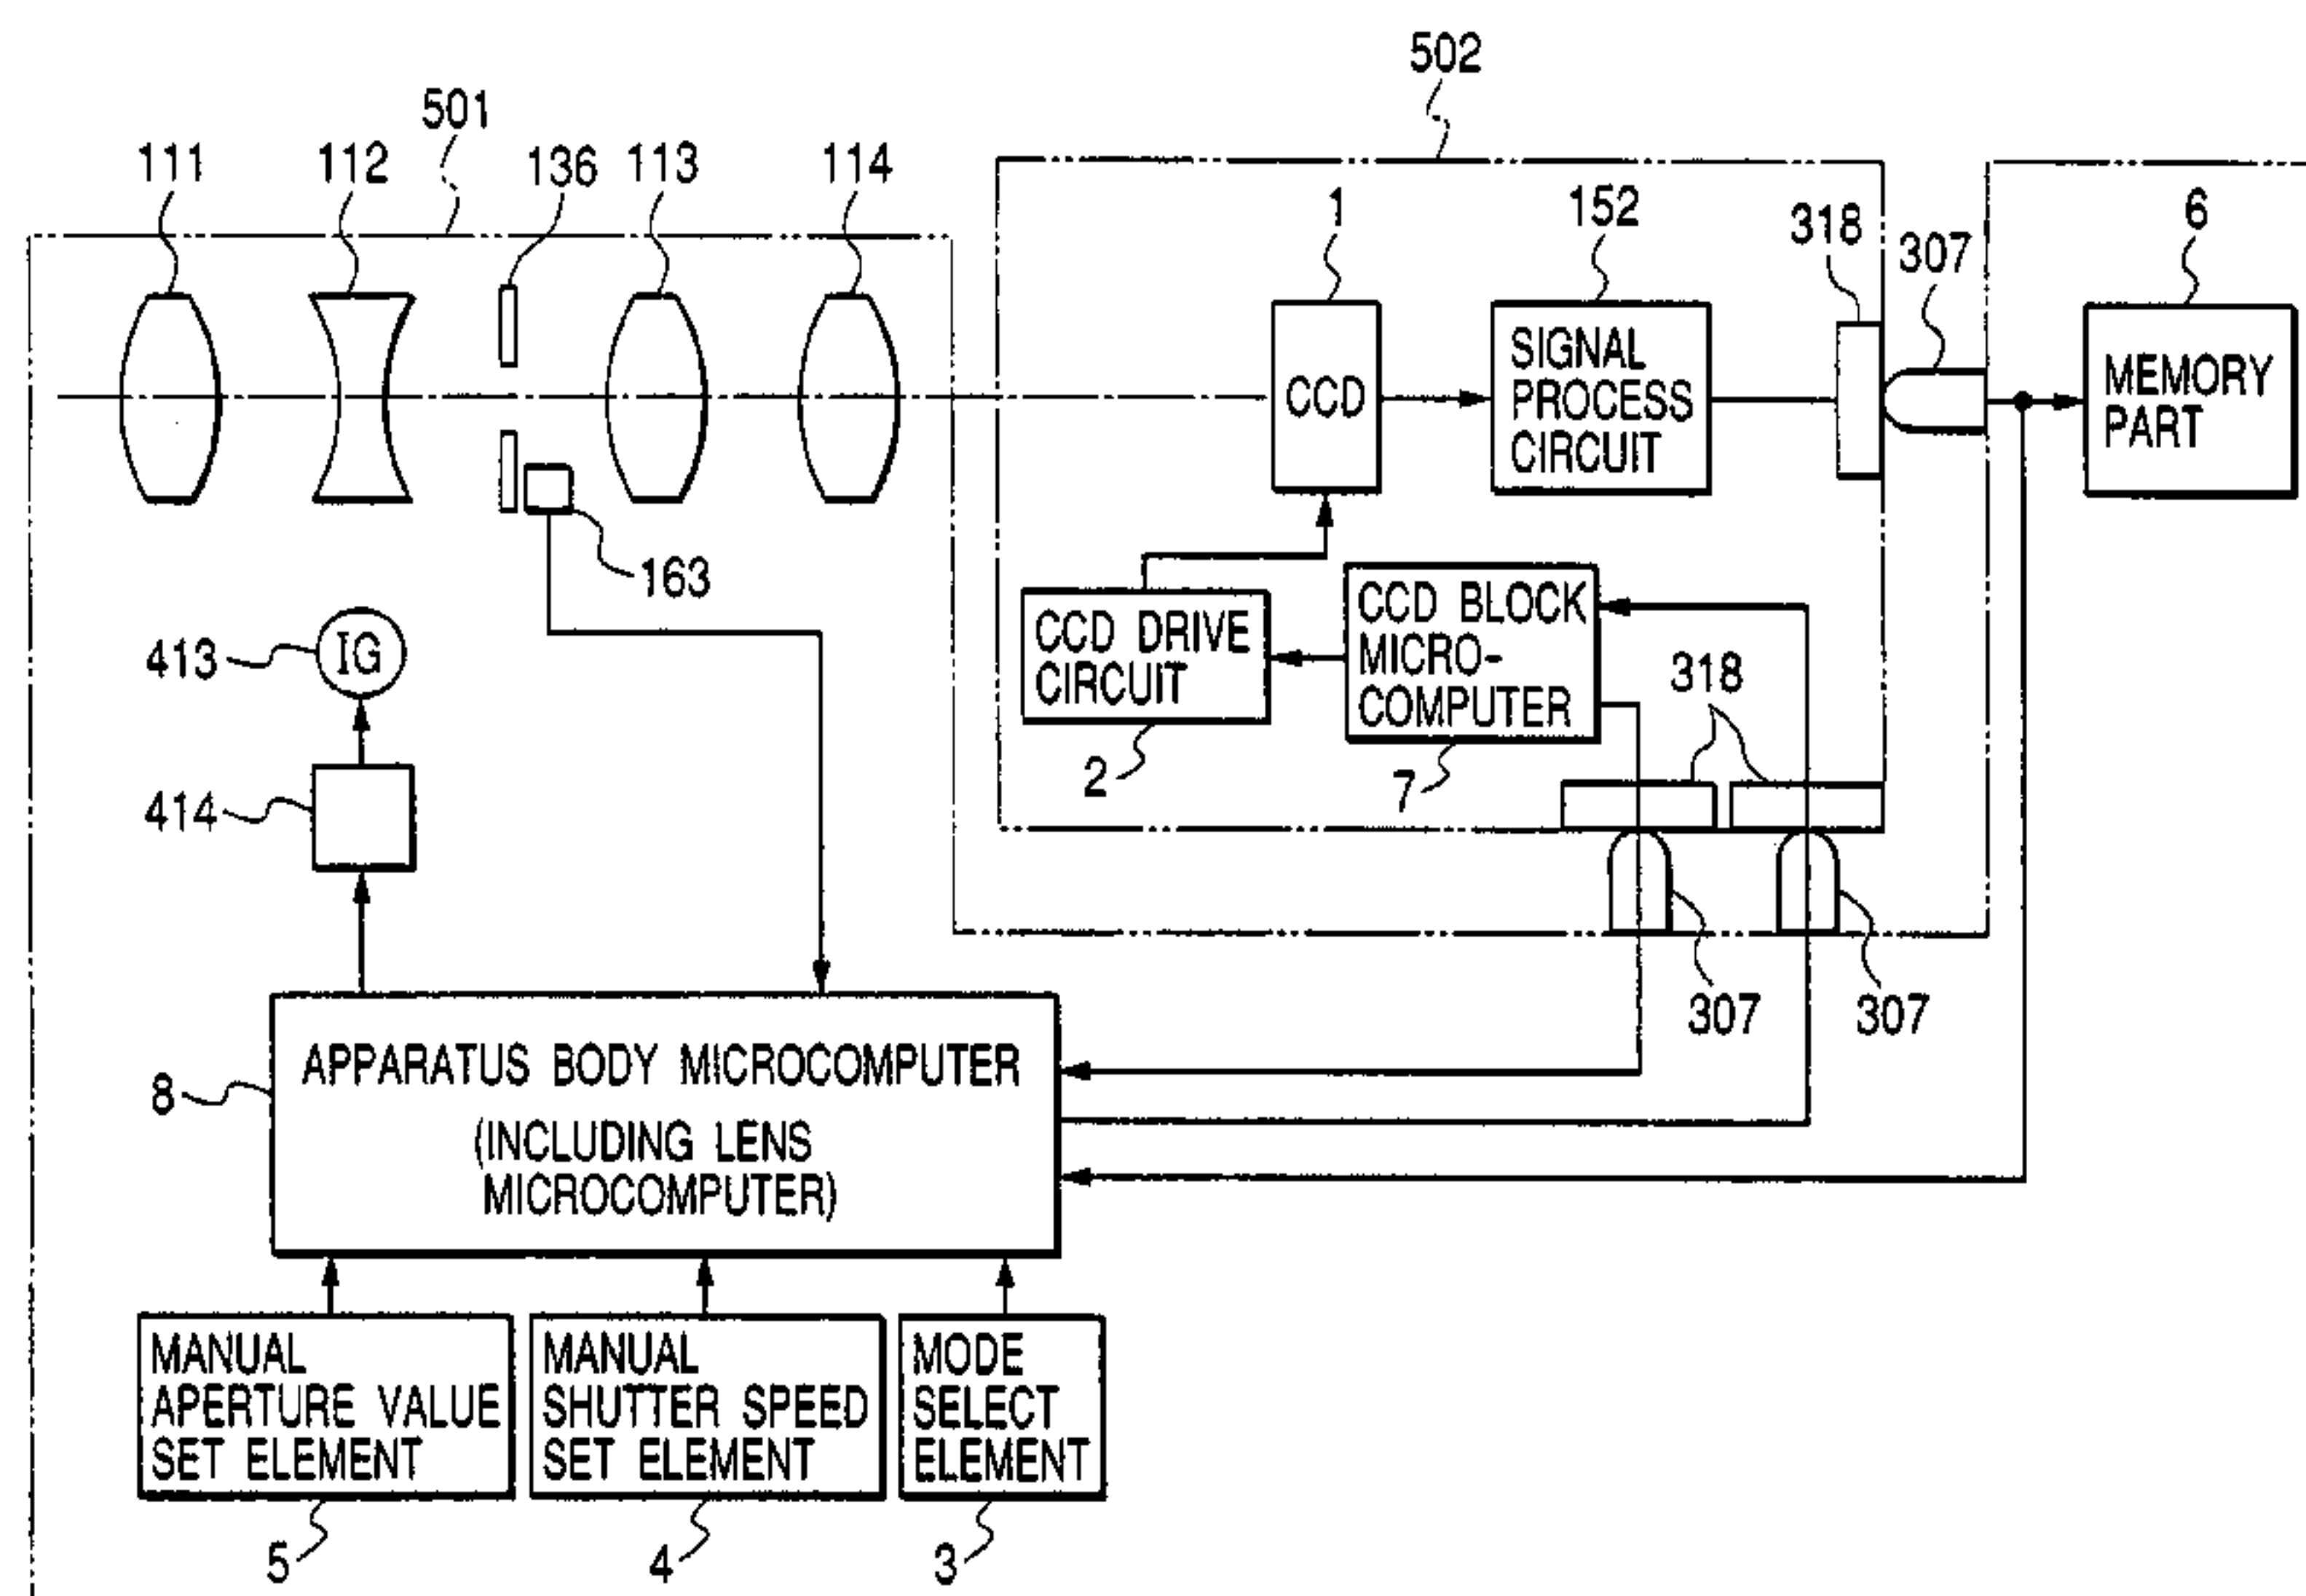 502
501
111
112
136
113
114
1
152
318
307
6
CCD
SIGNAL
PROCESS
CIRCUIT
MEMORY
PART
163
413
IG
CCD DRIVE
CIRCUIT
CCD BLOCK
MICRO-
COMPUTER
318
2
7
414
307
307
8
APPARATUS BODY MICROCOMPUTER
(INCLUDING LENS
MICROCOMPUTER)
MANUAL
APERTURE VALUE
SET ELEMENT
MANUAL
SHUTTER SPEED
SET ELEMENT
MODE
SELECT
ELEMENT
5
4
3